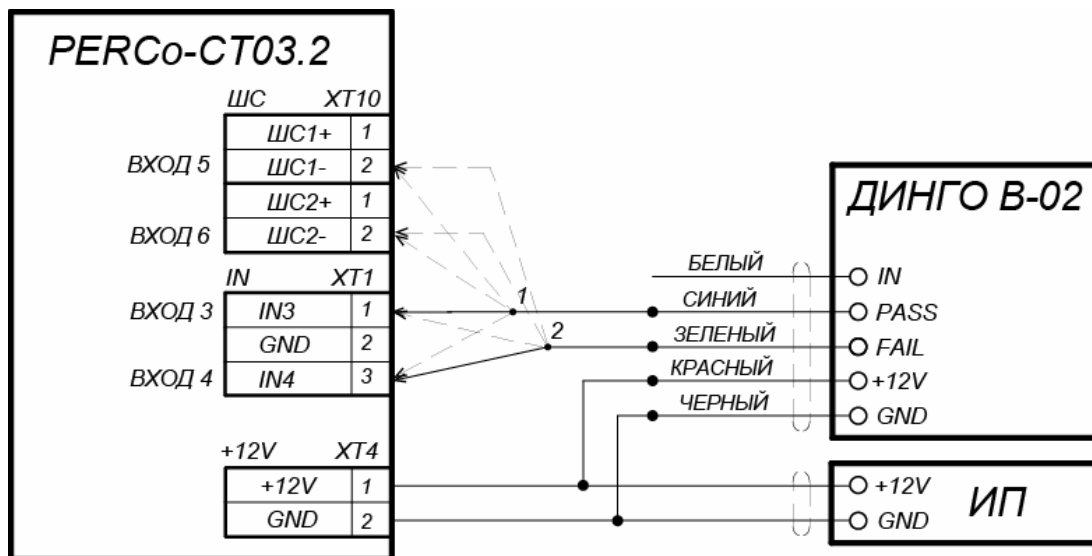 PERCo-CT03.2
ШС XT10
ШС1+ 1
ВХОД 5 ШС1- 2
ШС2+ 1
ВХОД 6 ШС2- 2
IN XT1
ВХОД 3 IN3 1
GND 2
ВХОД 4 IN4 3
+12V XT4
+12V 1
GND 2
1
2
БЕЛЫЙ
СИНИЙ
ЗЕЛЕНЫЙ
КРАСНЫЙ
ЧЕРНЫЙ
ДИНГО В-02
IN
PASS
FAIL
+12V
GND
+12V
GND
ИП